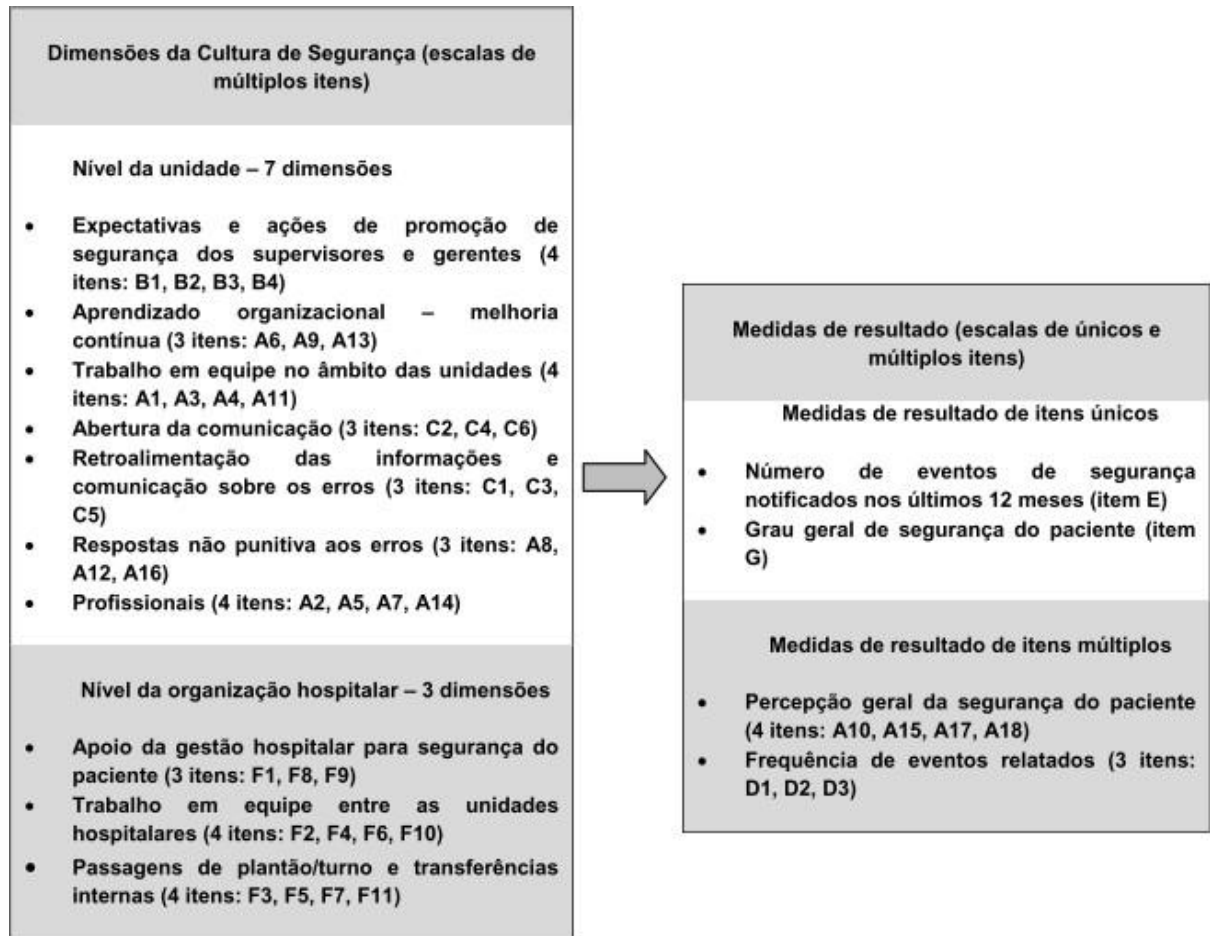 Dimensões da Cultura de Segurança (escalas de
múltiplos itens)
Nível da unidade – 7 dimensões
• Expectativas e ações de promoção de
segurança dos supervisores e gerentes (4
itens: B1, B2, B3, B4)
• Aprendizado organizacional – melhoria
contínua (3 itens: A6, A9, A13)
• Trabalho em equipe no âmbito das unidades (4
itens: A1, A3, A4, A11)
• Abertura da comunicação (3 itens: C2, C4, C6)
• Retroalimentação das informações e
comunicação sobre os erros (3 itens: C1, C3,
C5)
• Respostas não punitiva aos erros (3 itens: A8,
A12, A16)
• Profissionais (4 itens: A2, A5, A7, A14)
Nível da organização hospitalar – 3 dimensões
• Apoio da gestão hospitalar para segurança do
paciente (3 itens: F1, F8, F9)
• Trabalho em equipe entre as unidades
hospitalares (4 itens: F2, F4, F6, F10)
• Passagens de plantão/turno e transferências
internas (4 itens: F3, F5, F7, F11)
Medidas de resultado (escalas de únicos e
múltiplos itens)
Medidas de resultado de itens únicos
• Número de eventos de segurança
notificados nos últimos 12 meses (item E)
• Grau geral de segurança do paciente (item
G)
Medidas de resultado de itens múltiplos
• Percepção geral da segurança do paciente
(4 itens: A10, A15, A17, A18)
• Frequência de eventos relatados (3 itens:
D1, D2, D3)